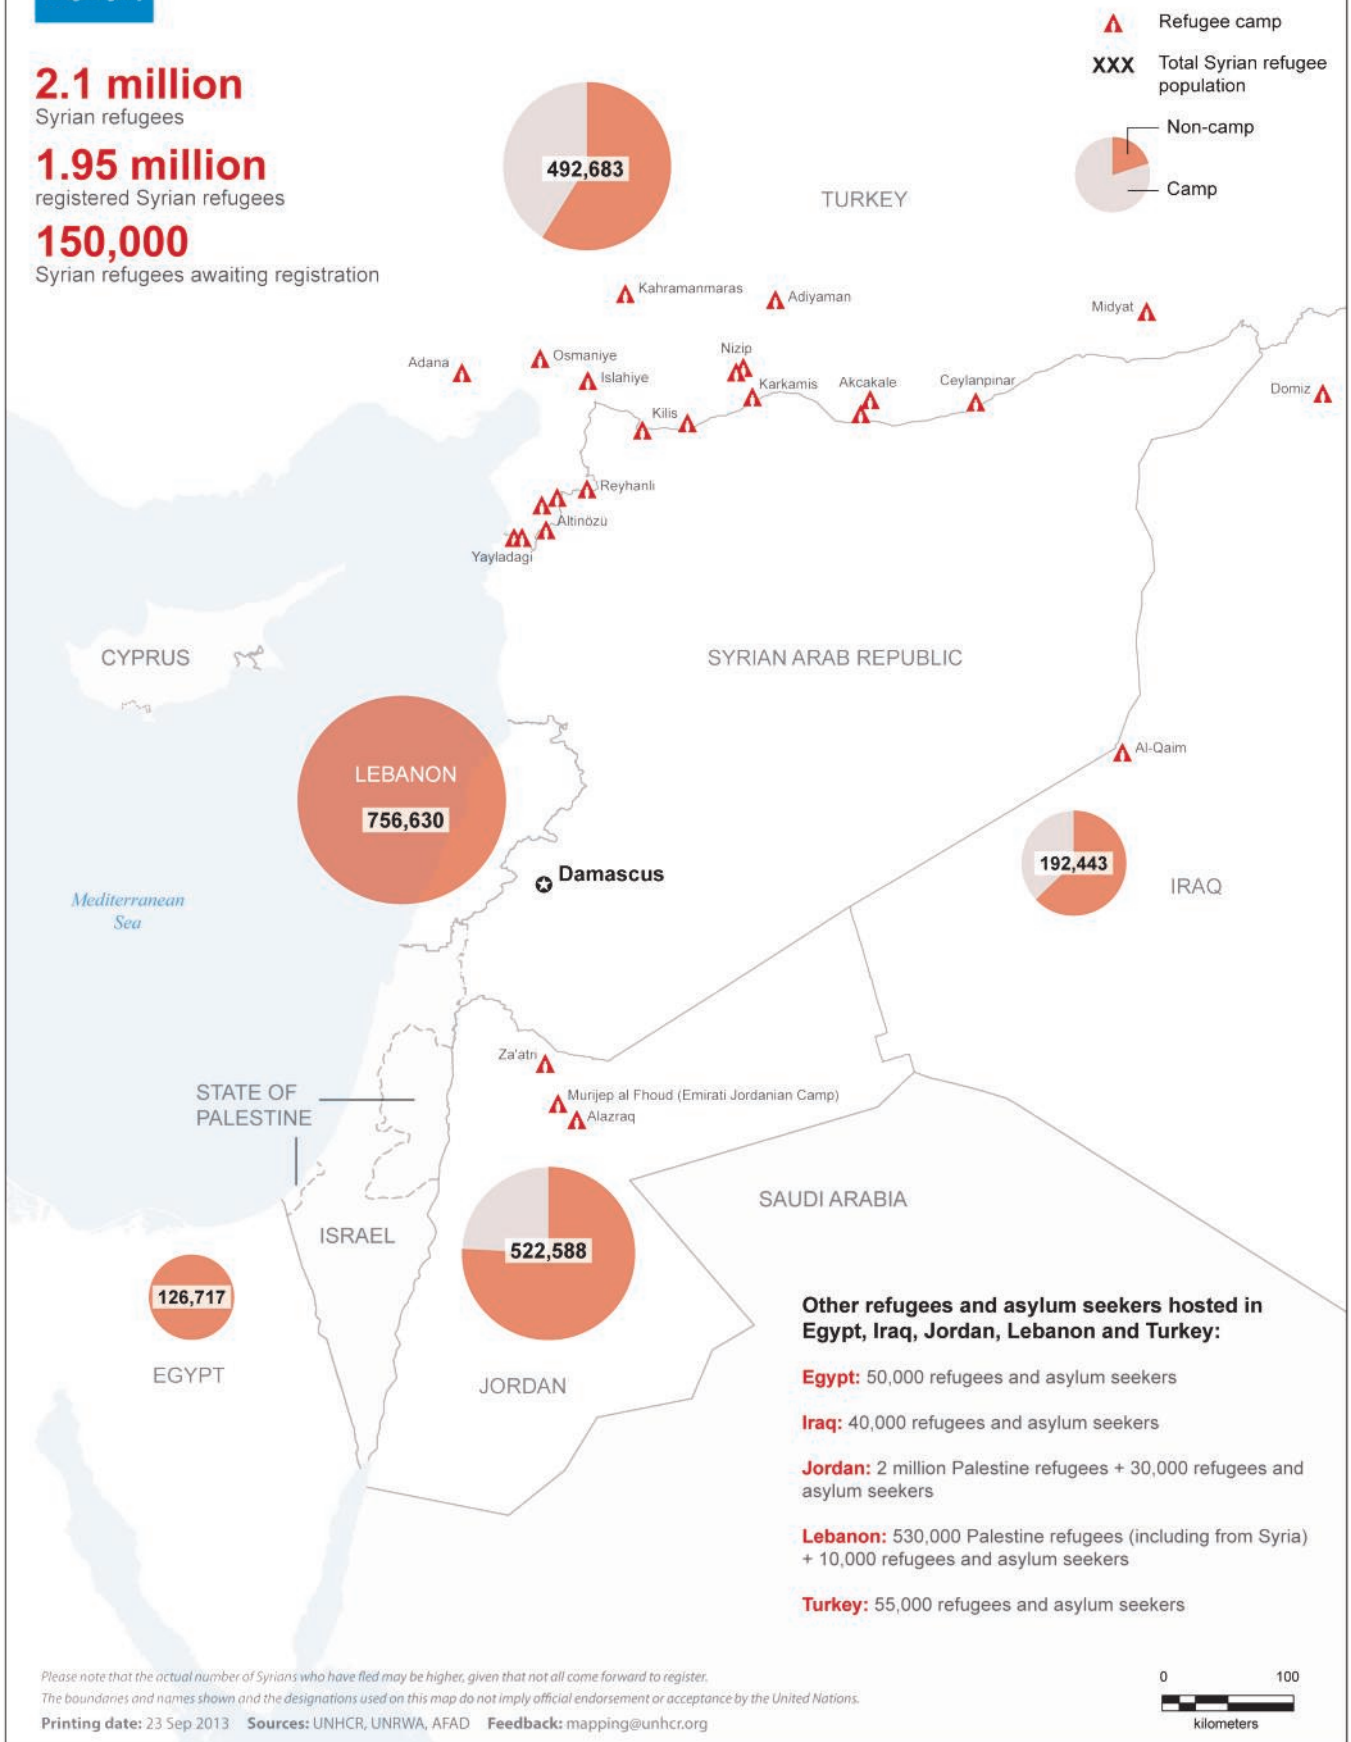 Refugee camp
XXX Total Syrian refugee
population
Non-camp
Camp
2.1 million
Syrian refugees
1.95 million
registered Syrian refugees
150,000
Syrian refugees awaiting registration
492,683
TURKEY
Kahramanmaras
Adiyaman
Midyat
Adana
Osmaniye
Islahiye
Nizip
Karkamis
Akcakale
Ceylanpinar
Domiz
Kilis
Reyhanli
Altinözü
Yayladagi
CYPRUS
SYRIAN ARAB REPUBLIC
LEBANON
756,630
Al-Qaim
192,443
IRAQ
Damascus
Mediterranean
Sea
Za'atri
Murijep al Fhoud (Emirati Jordanian Camp)
Alazraq
STATE OF
PALESTINE
SAUDI ARABIA
ISRAEL
522,588
126,717
EGYPT
JORDAN
Other refugees and asylum seekers hosted in
Egypt, Iraq, Jordan, Lebanon and Turkey:
Egypt: 50,000 refugees and asylum seekers
Iraq: 40,000 refugees and asylum seekers
Jordan: 2 million Palestine refugees + 30,000 refugees and
asylum seekers
Lebanon: 530,000 Palestine refugees (including from Syria)
+ 10,000 refugees and asylum seekers
Turkey: 55,000 refugees and asylum seekers
Please note that the actual number of Syrians who have fled may be higher, given that not all come forward to register.
The boundaries and names shown and the designations used on this map do not imply official endorsement or acceptance by the United Nations.
Printing date: 23 Sep 2013 Sources: UNHCR, UNRWA, AFAD Feedback: mapping@unhcr.org
0 100
kilometers